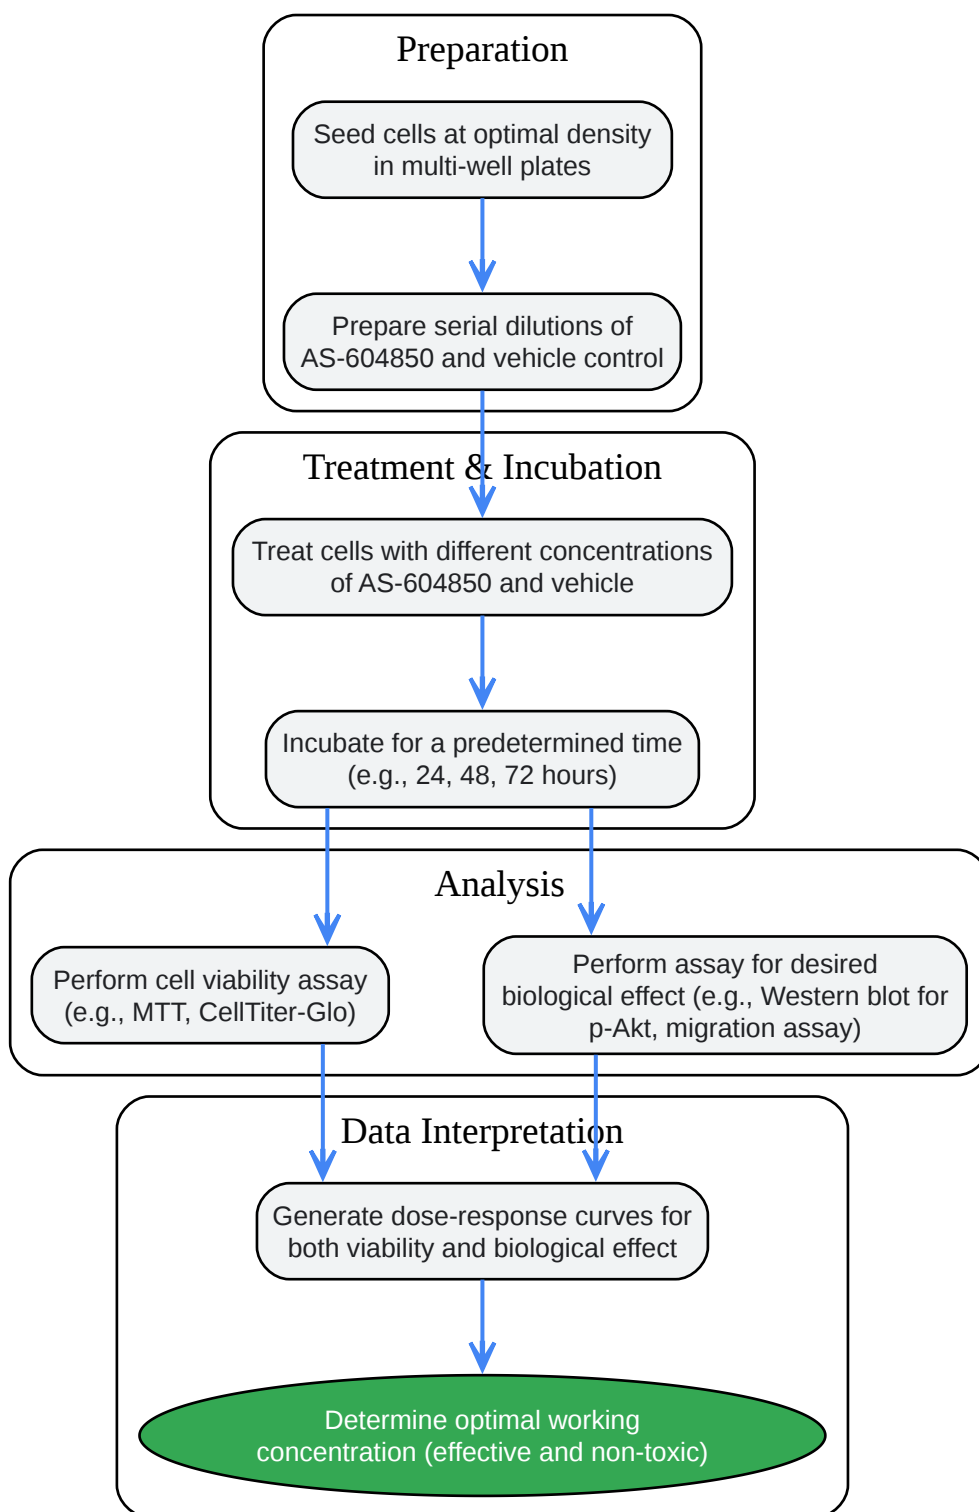 Preparation
Seed cells at optimal density
in multi-well plates
Prepare serial dilutions of
AS-604850 and vehicle control
Treatment & Incubation
Treat cells with different concentrations
of AS-604850 and vehicle
Incubate for a predetermined time
(e.g., 24, 48, 72 hours)
Analysis
Perform cell viability assay
(e.g., MTT, CellTiter-Glo)
Perform assay for desired
biological effect (e.g., Western blot for
p-Akt, migration assay)
Data Interpretation
Generate dose-response curves for
both viability and biological effect
Determine optimal working
concentration (effective and non-toxic)